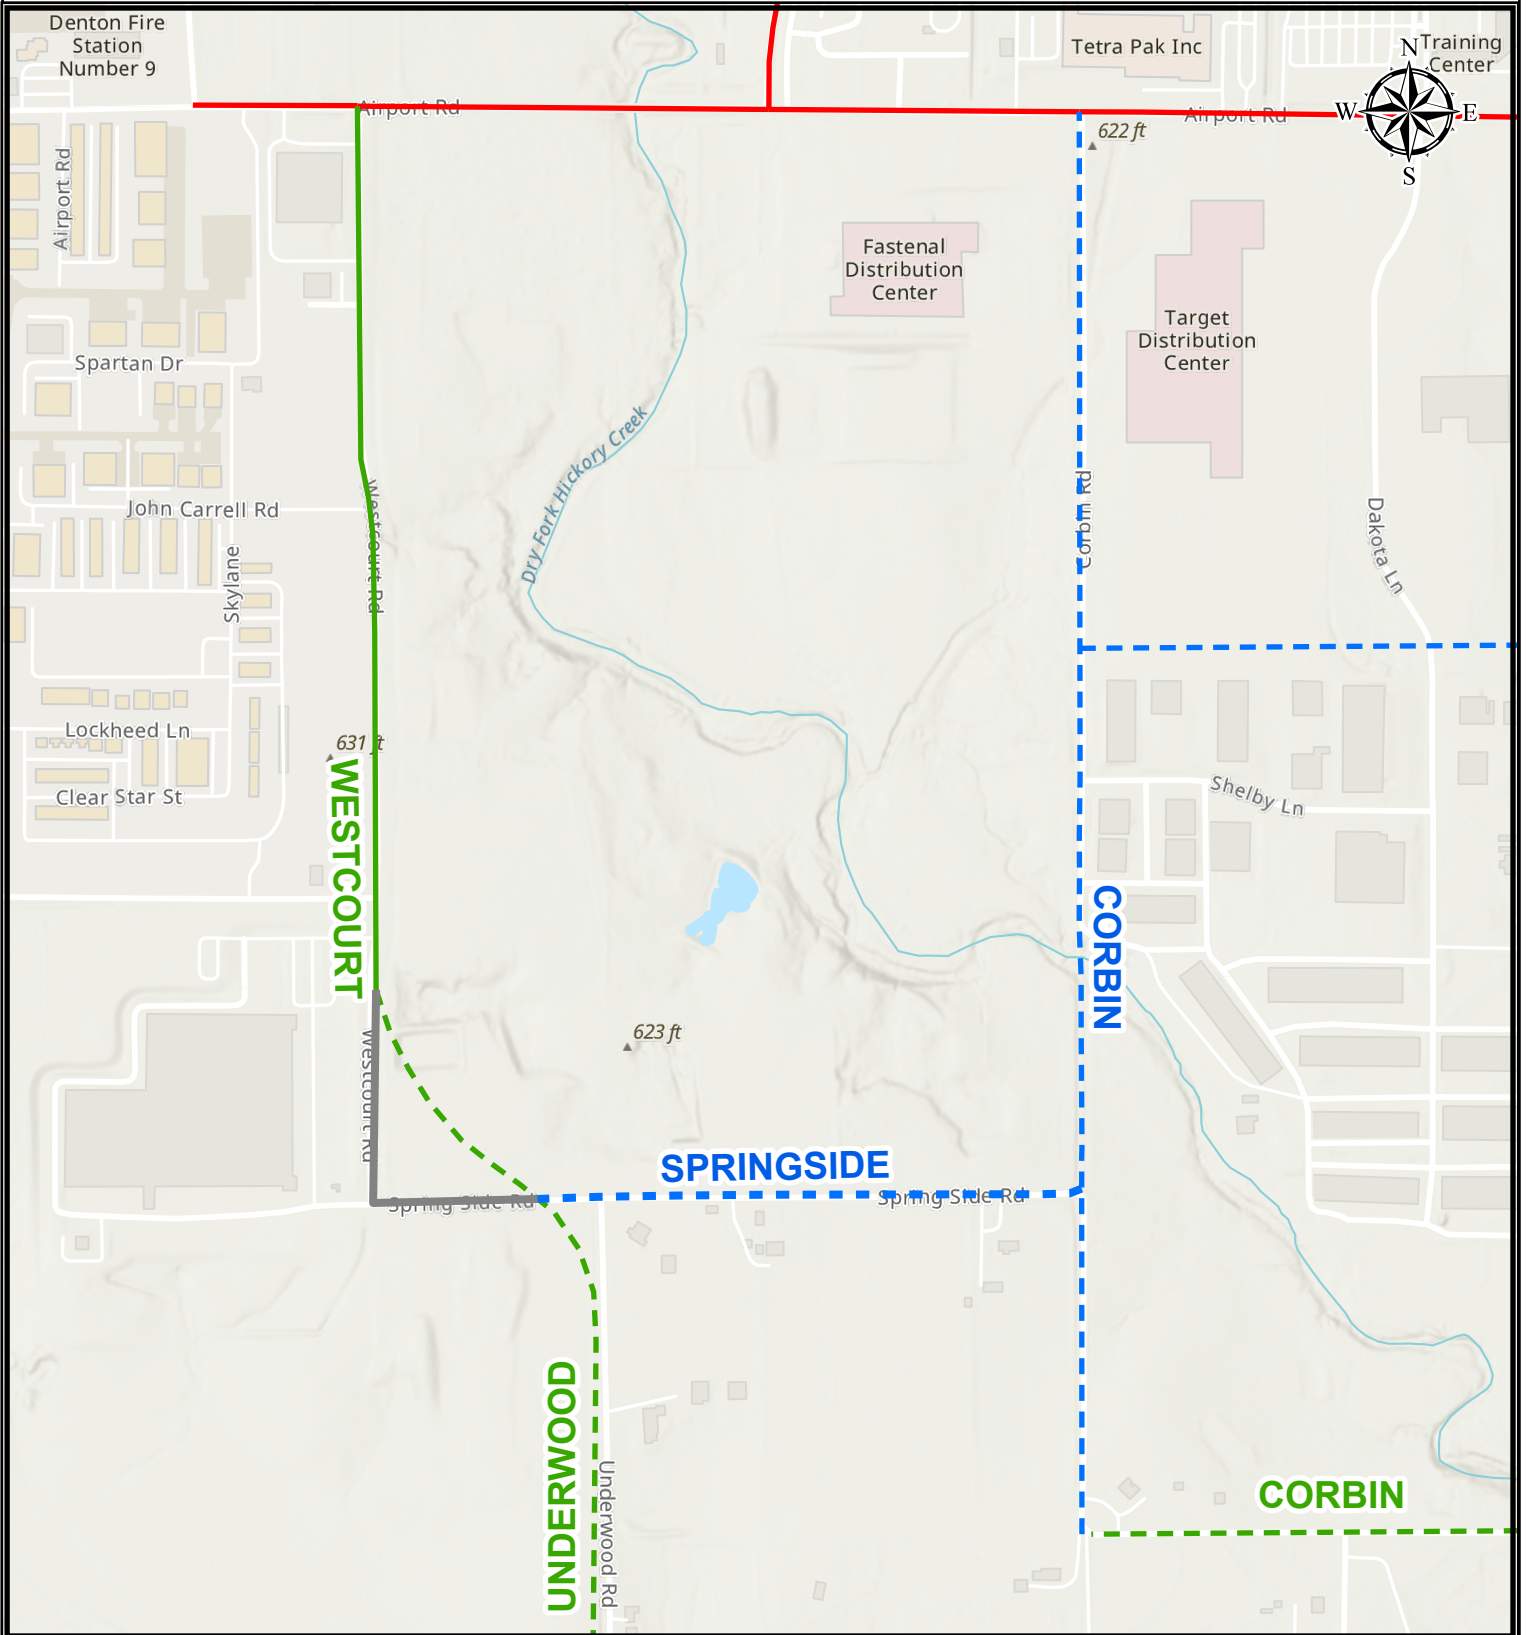 Denton Fire
Station
Number 9
Tetra Pak Inc
Training
Center
N
W
E
S
Airport Rd
Airport Rd
622 ft
Airport Rd
Fastenal
Distribution
Center
Target
Distribution
Center
Spartan Dr
Dry Fork Hickory Creek
John Carrell Rd
Westcourt Rd
Corbin Rd
Dakota Ln
Skylane
Lockheed Ln
631 ft
Clear Star St
Shelby Ln
WESTCOURT
CORBIN
623 ft
Westcourt Rd
SPRINGSIDE
Spring Side Rd
Spring Side Rd
UNDERWOOD
Underwood Rd
CORBIN